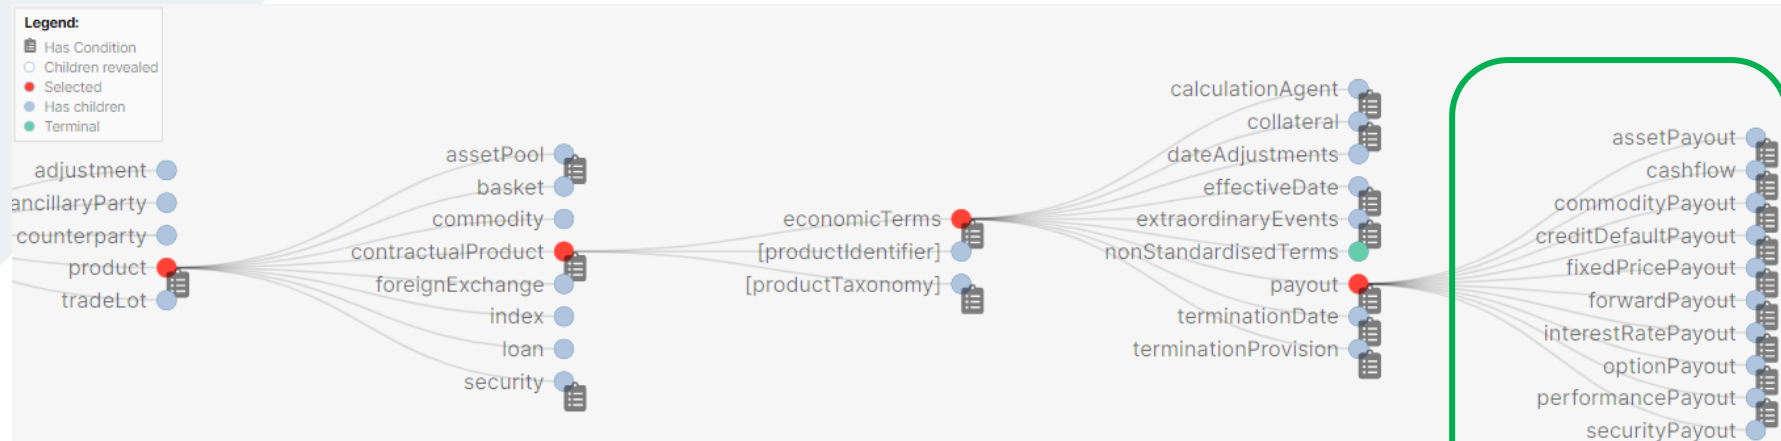 Legend:
Has Condition
Children revealed
Selected
Has children
Terminal
adjustment
ancillaryParty
counterparty
product
tradeLot
assetPool
basket
commodity
contractualProduct
foreignExchange
index
loan
security
economicTerms
[productIdentifier]
[productTaxonomy]
calculationAgent
collateral
dateAdjustments
effectiveDate
extraordinaryEvents
nonStandardisedTerms
payout
terminationDate
terminationProvision
assetPayout
cashflow
commodityPayout
creditDefaultPayout
fixedPricePayout
forwardPayout
interestRatePayout
optionPayout
performancePayout
securityPayout